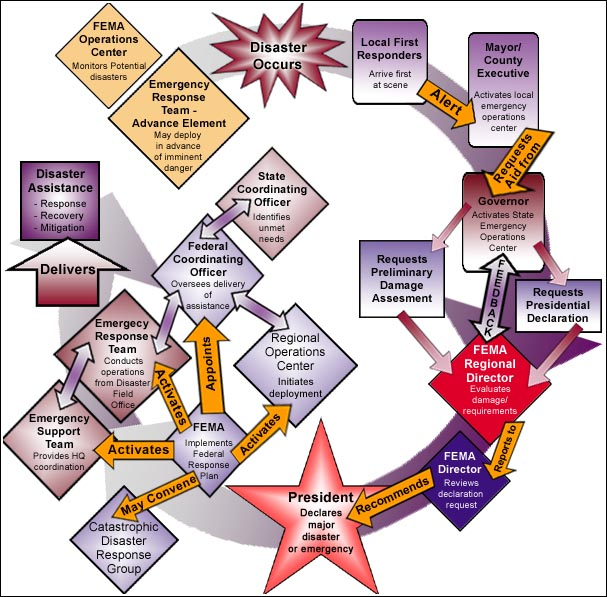 FEMA
Operations
Center
Monitors Potential
disasters
Emergency
Response
Team -
Advance Element
May deploy
in advance
of imminent
danger
Disaster
Occurs
Local First
Responders
Arrive first
at scene
Alert
Mayor/
County
Executive
Activates local
emergency
operations
center
Requests
Aid from
Governor
Activates State
Emergency
Operations
Center
Requests
Preliminary
Damage
Assesment
FEEDBACK
Requests
Presidential
Declaration
FEMA
Regional
Director
Evaluates
damage/
requirements
Reports to
FEMA
Director
Reviews
declaration
request
Recommends
President
Declares
major
disaster
or emergency
Disaster
Assistance
- Response
- Recovery
- Mitigation
Delivers
State
Coordinating
Officer
Identifies
unmet
needs
Federal
Coordinating
Officer
Oversees delivery
of
assistance
Emergecy
Response
Team
Conducts
operations
from Disaster
Field
Office
Appoints
Regional
Operations
Center
Initiates
deployment
Activates
Activates
Emergency
Support
Team
Provides HQ
coordination
Activates
FEMA
Implements
Federal
Response
Plan
May Convene
Catastrophic
Disaster
Response
Group